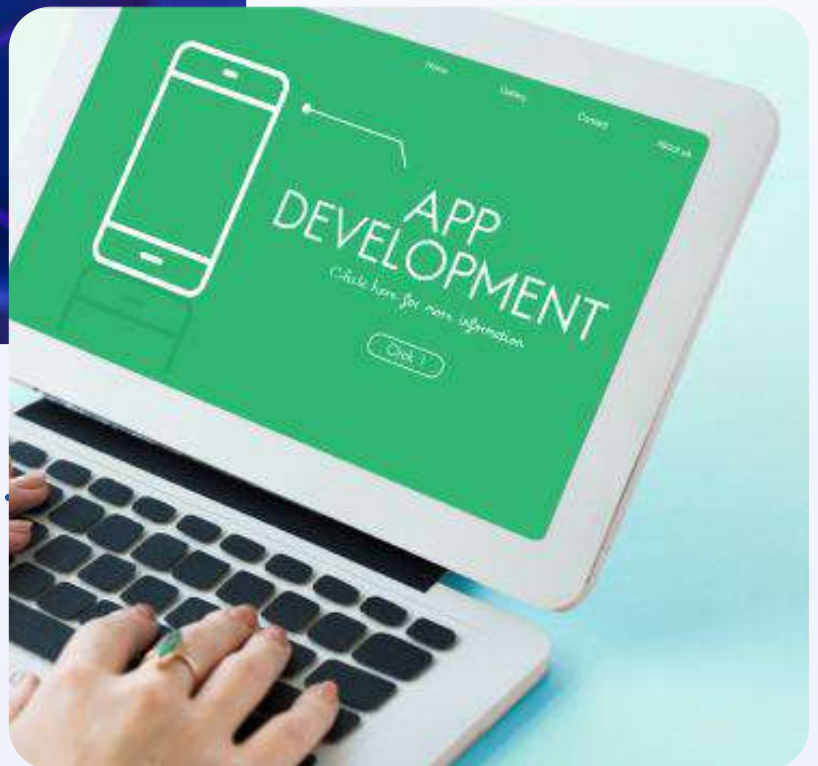 Home
Gallery
Contact
About us
APP
DEVELOPMENT
Click here for more information
Click !